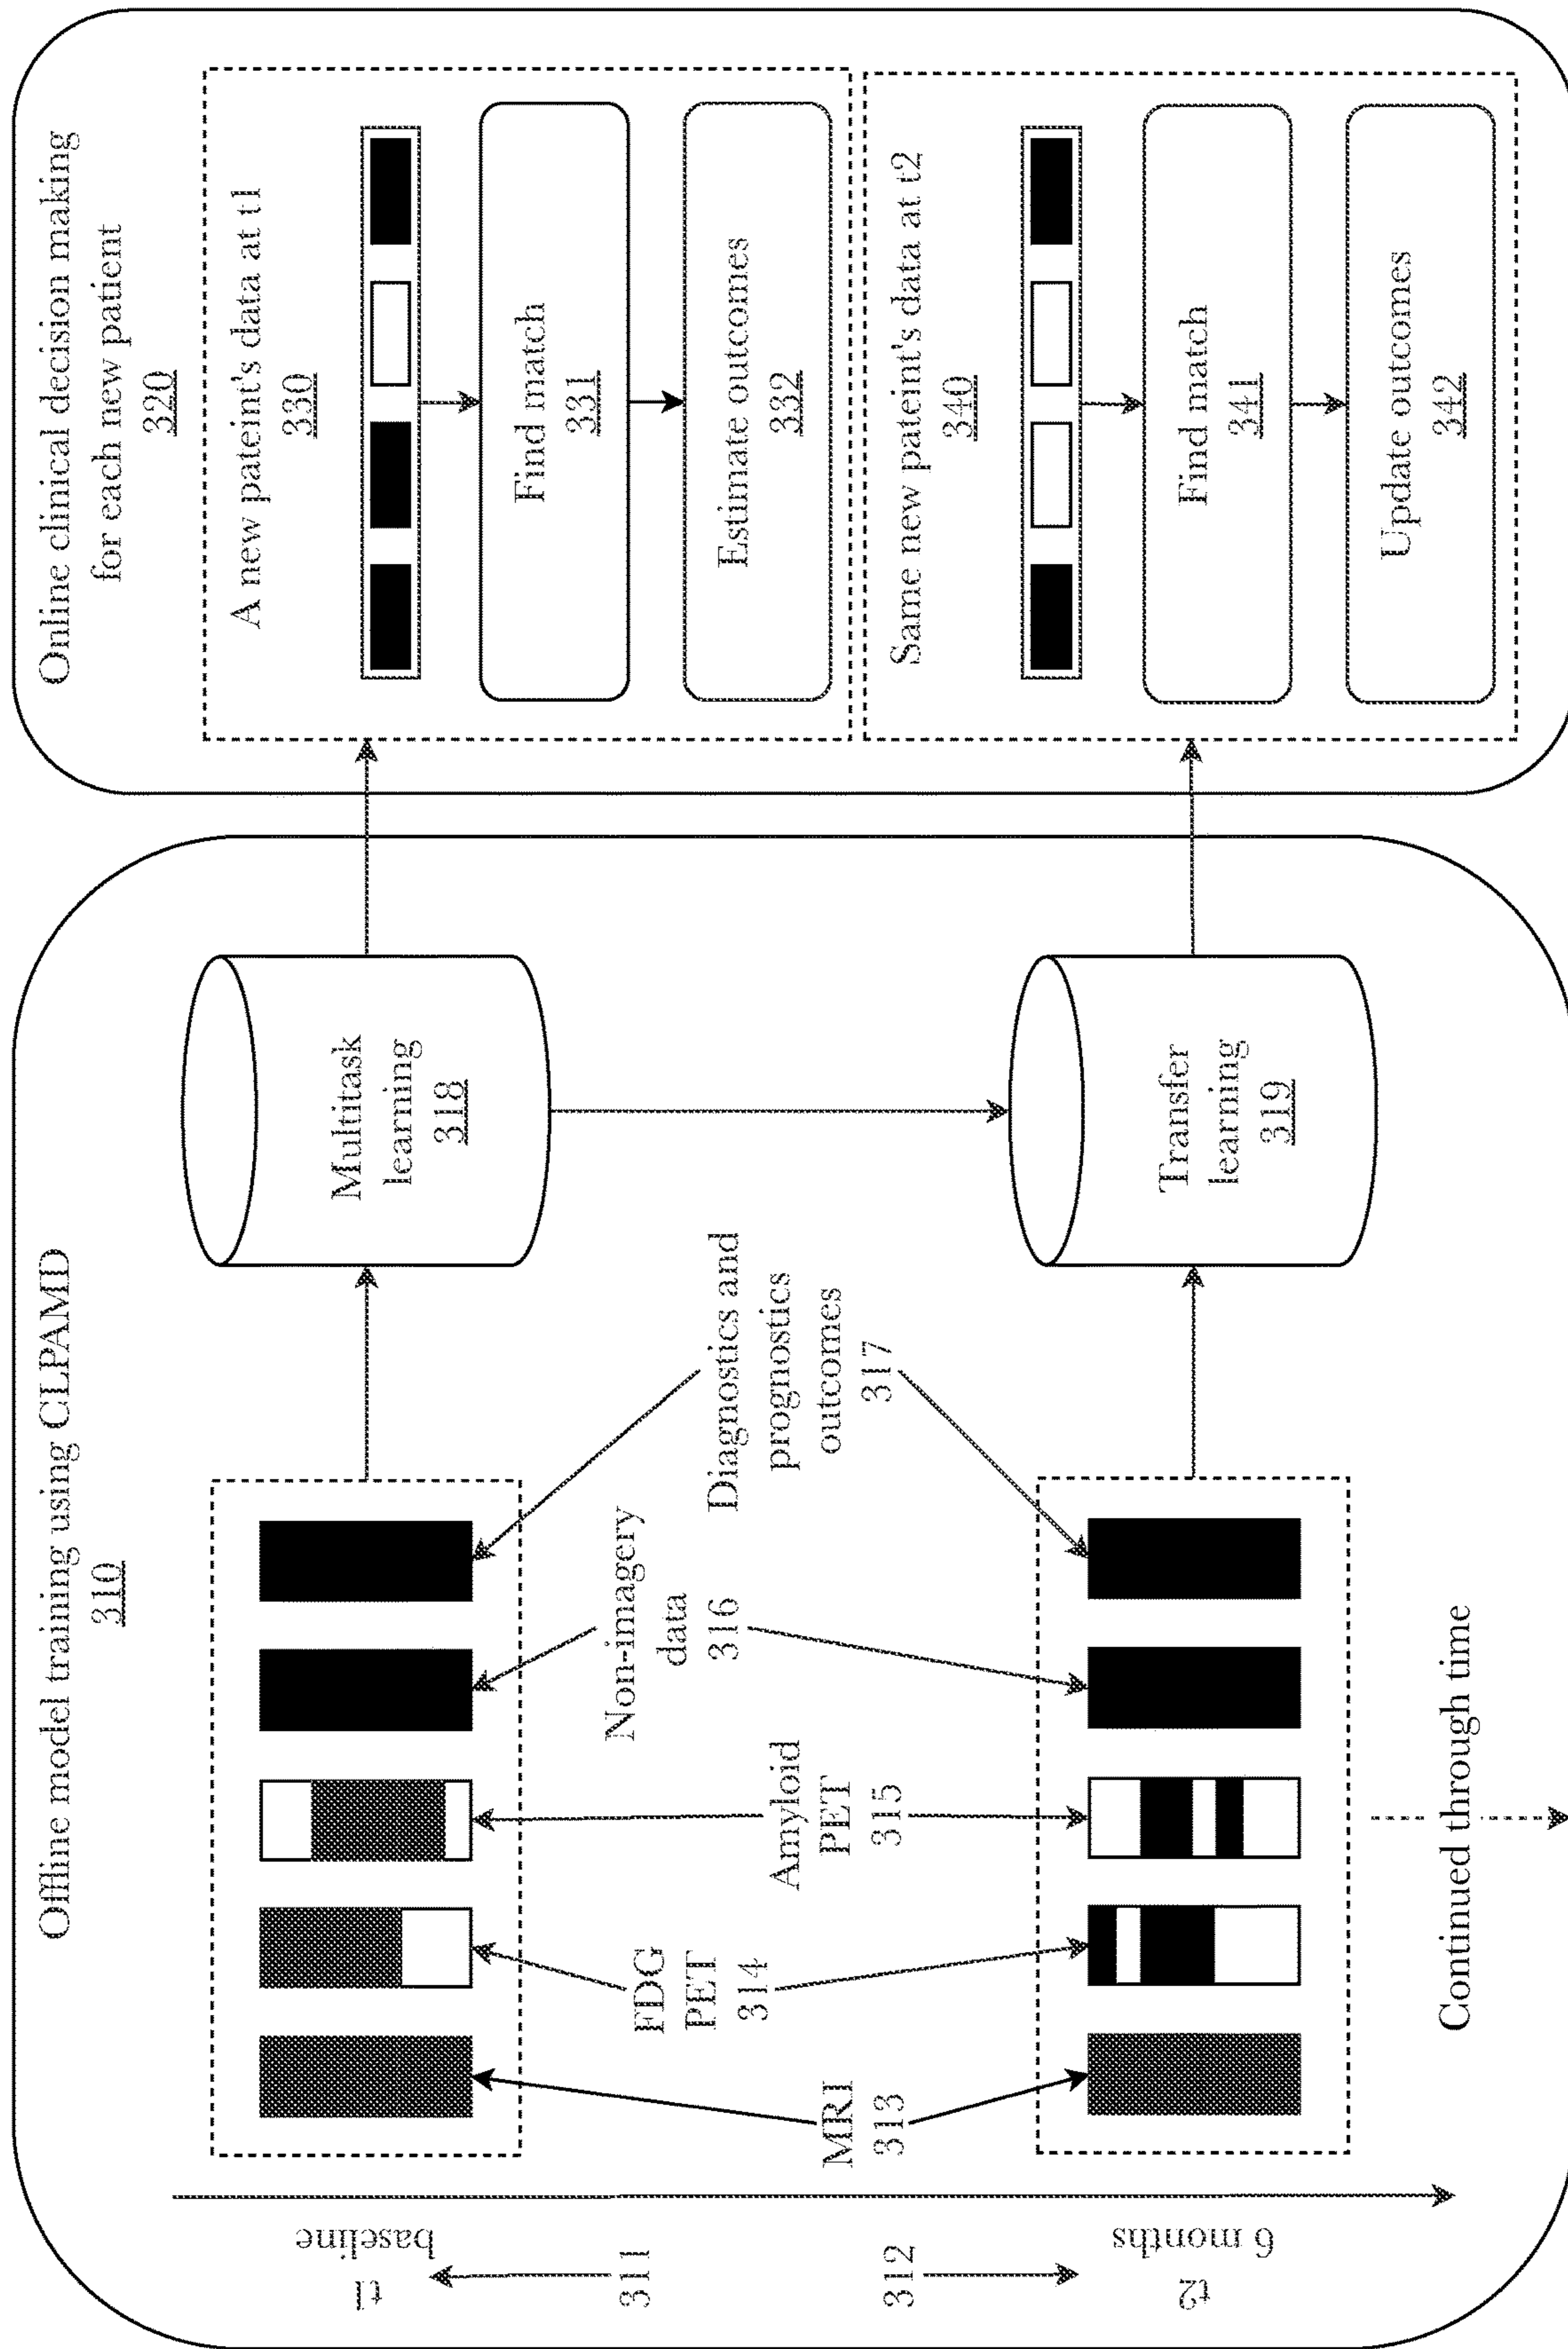 Offline model training using CLPAMD
310
t1
baseline
311
312
t2
6 months
MRI
313
FDG
PET
314
Amyloid
PET
315
Non-imagery
data
316
Diagnostics and
prognostics
outcomes
317
Multitask
learning
318
Transfer
learning
319
Continued through time
Online clinical decision making
for each new patient
320
A new pateint's data at t1
330
Find match
331
Estimate outcomes
332
Same new pateint's data at t2
340
Find match
341
Update outcomes
342